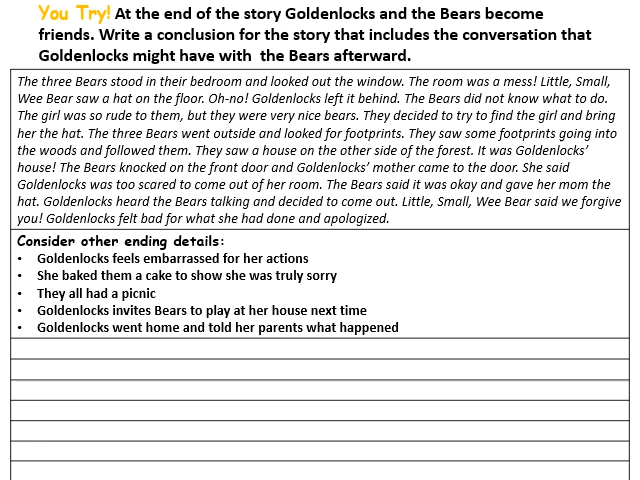 You Try! At the end of the story Goldenlocks and the Bears become
friends. Write a conclusion for the story that includes the conversation that
Goldenlocks might have with  the Bears afterward.
The three Bears stood in their bedroom and looked out the window. The room was a mess! Little, Small,
Wee Bear saw a hat on the floor. Oh-no! Goldenlocks left it behind. The Bears did not know what to do.
The girl was so rude to them, but they were very nice bears. They decided to try to find the girl and bring
her the hat. The three Bears went outside and looked for footprints. They saw some footprints going into
the woods and followed them. They saw a house on the other side of the forest. It was Goldenlocks'
house! The Bears knocked on the front door and Goldenlocks' mother came to the door. She said
Goldenlocks was too scared to come out of her room. The Bears said it was okay and gave her mom the
hat. Goldenlocks heard the Bears talking and decided to come out. Little, Small, Wee Bear said we forgive
you! Goldenlocks felt bad for what she had done and apologized.
Consider other ending details:
• Goldenlocks feels embarrassed for her actions
• She baked them a cake to show she was truly sorry
• They all had a picnic
• Goldenlocks invites Bears to play at her house next time
• Goldenlocks went home and told her parents what happened